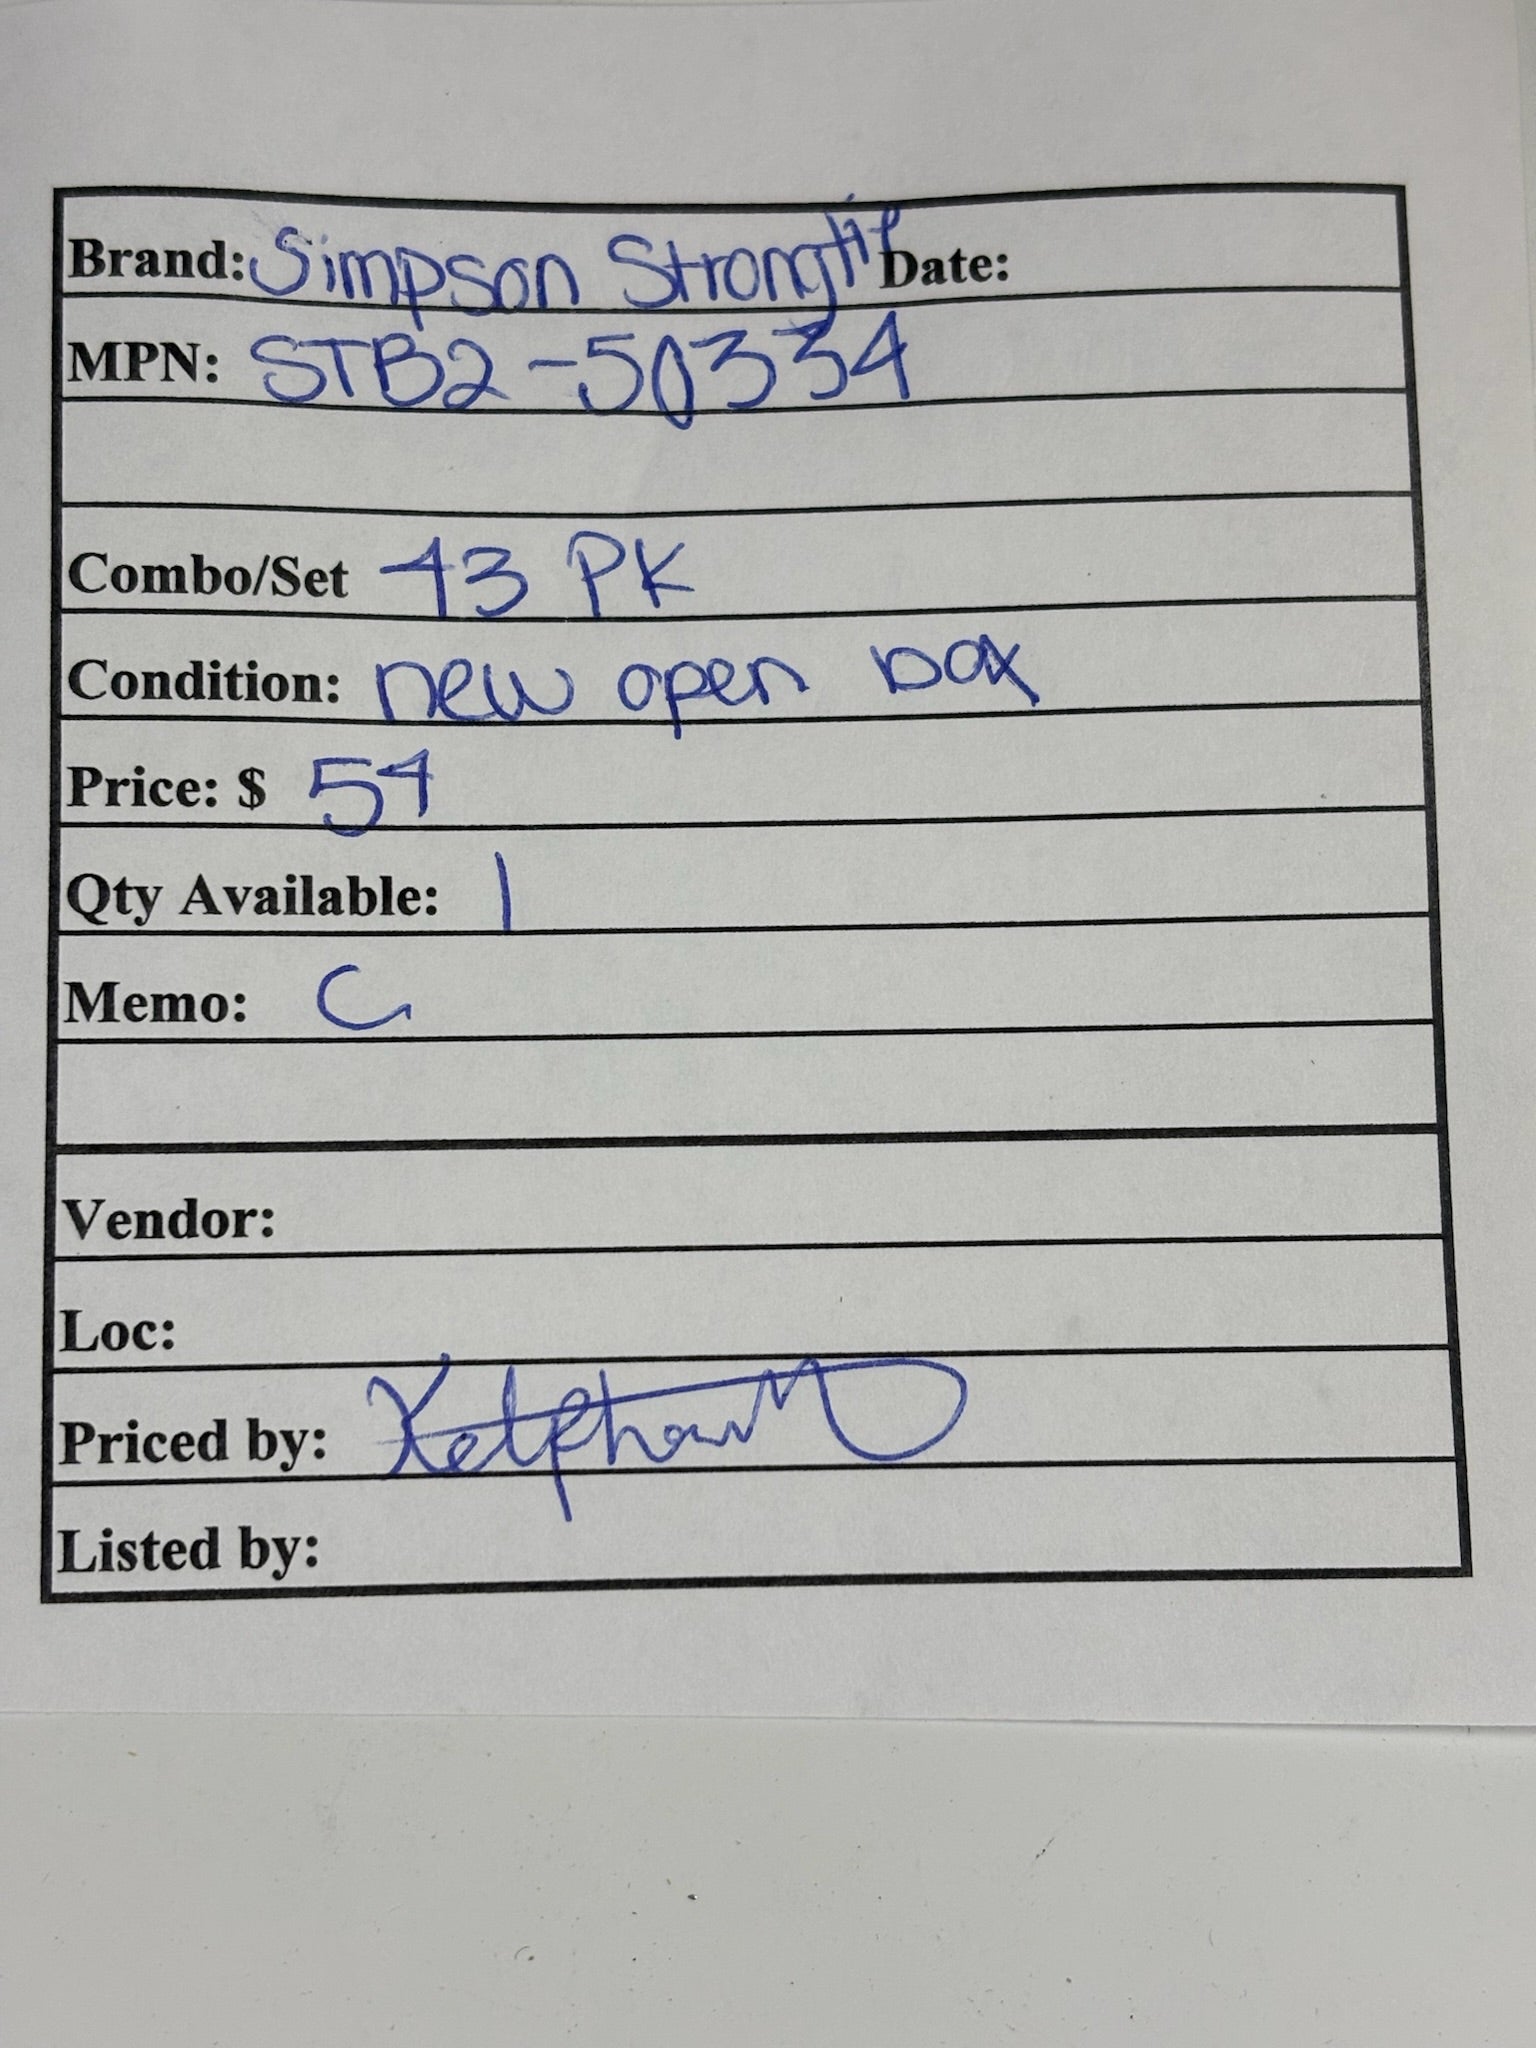 Brand: Simpson Strongtie Date:
MPN: STB2-50334
Combo/Set 43 PK
Condition: new open box
Price: $ 54
Qty Available: 1
Memo: C
Vendor:
Loc:
Priced by:
Listed by: